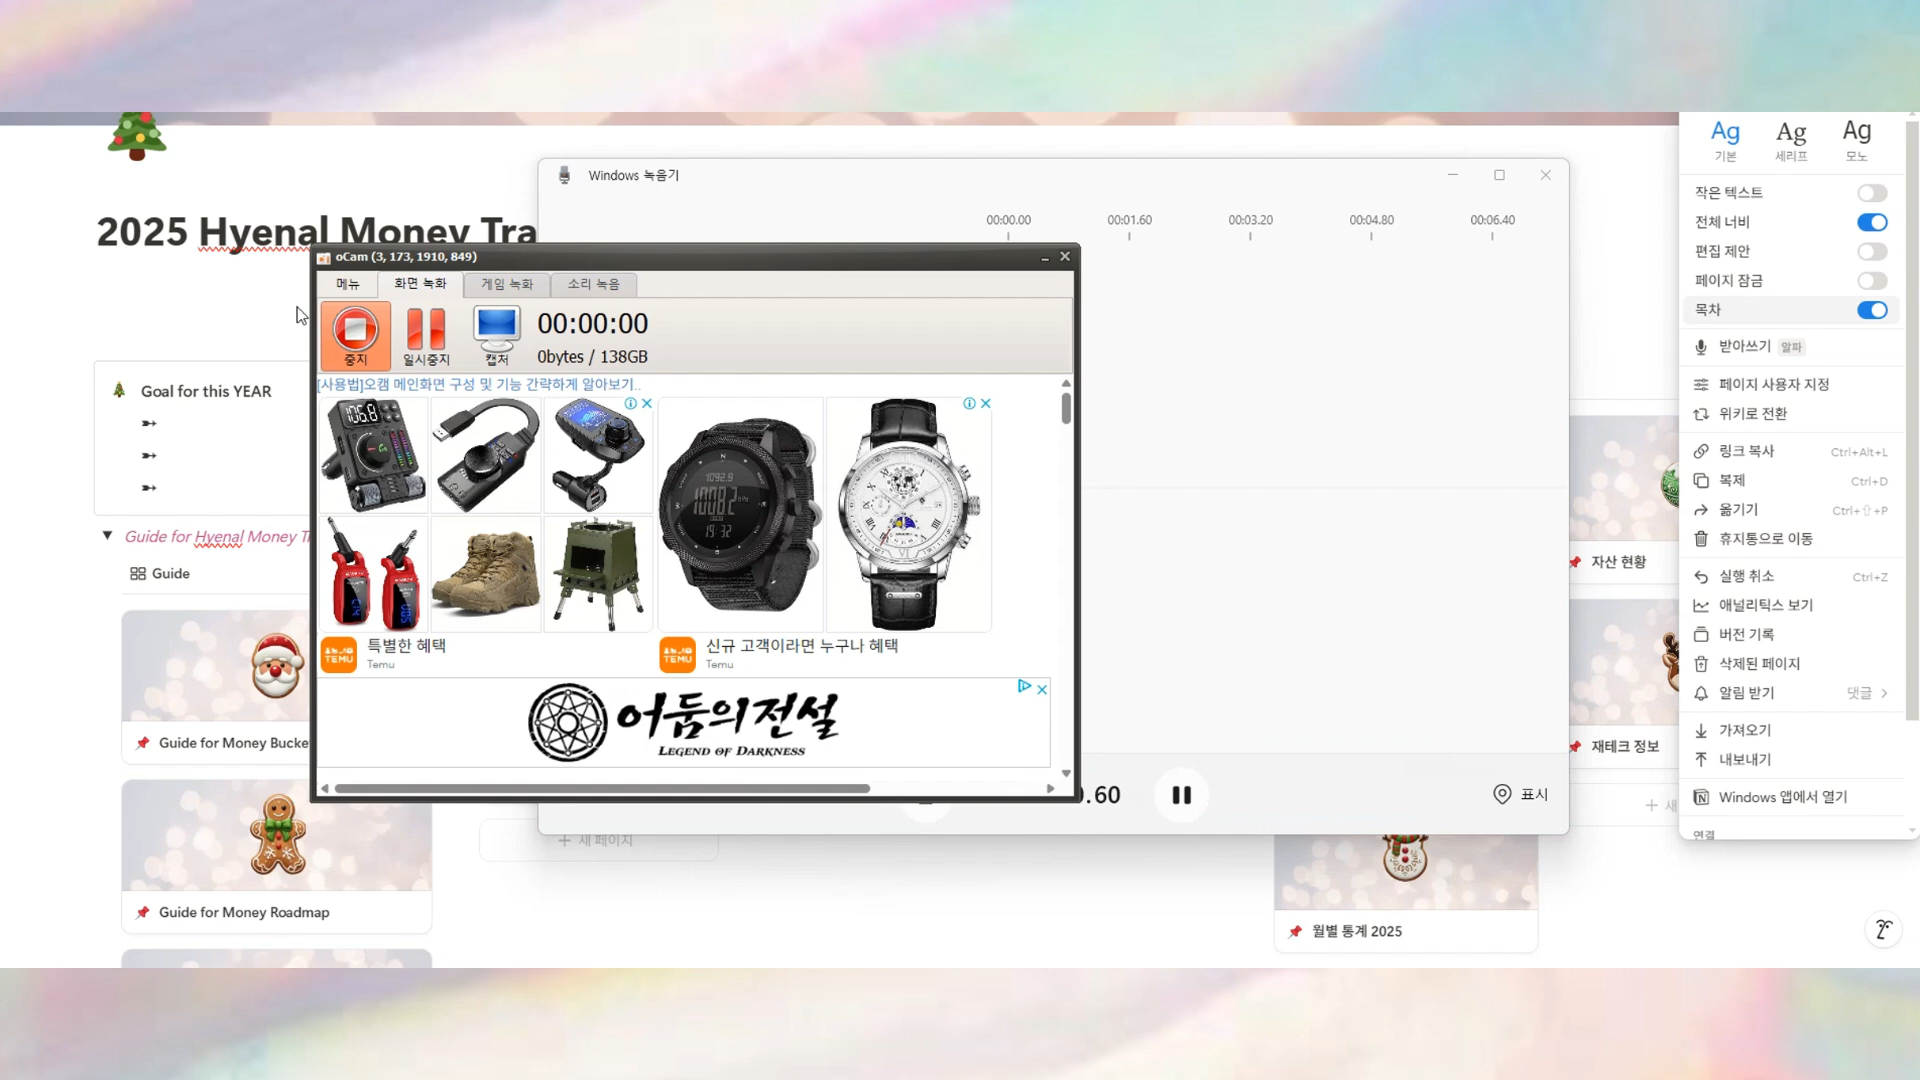 2025 Hyenal Money Tra
Goal for this YEAR
Guide for Hyenal Money T
Guide
Guide for Money Bucke
Guide for Money Roadmap
Windows 녹음기
00:00.00
00:01.60
00:03.20
00:04.80
00:06.40
.60
표시
oCam (3, 173, 1910, 849)
메뉴
화면 녹화
게임 녹화
소리 녹음
중지
일시중지
캡처
00:00:00
0bytes / 138GB
[사용법]오캠 메인화면 구성 및 기능 간략하게 알아보기..
106.8
1092.9
1008.2
19:32
TEMU
특별한 혜택
Temu
TEMU
신규 고객이라면 누구나 혜택
Temu
어둠의전설
LEGEND OF DARKNESS
+ 새 페이지
자산 현황
재테크 정보
+ 새
월별 통계 2025
Ag
기본
Ag
세리프
Ag
모노
작은 텍스트
전체 너비
편집 제안
페이지 잠금
목차
받아쓰기 알파
페이지 사용자 지정
위키로 전환
링크 복사 Ctrl+Alt+L
복제 Ctrl+D
옮기기 Ctrl+⇧+P
휴지통으로 이동
실행 취소 Ctrl+Z
애널리틱스 보기
버전 기록
삭제된 페이지
알림 받기 댓글
가져오기
내보내기
Windows 앱에서 열기
연결